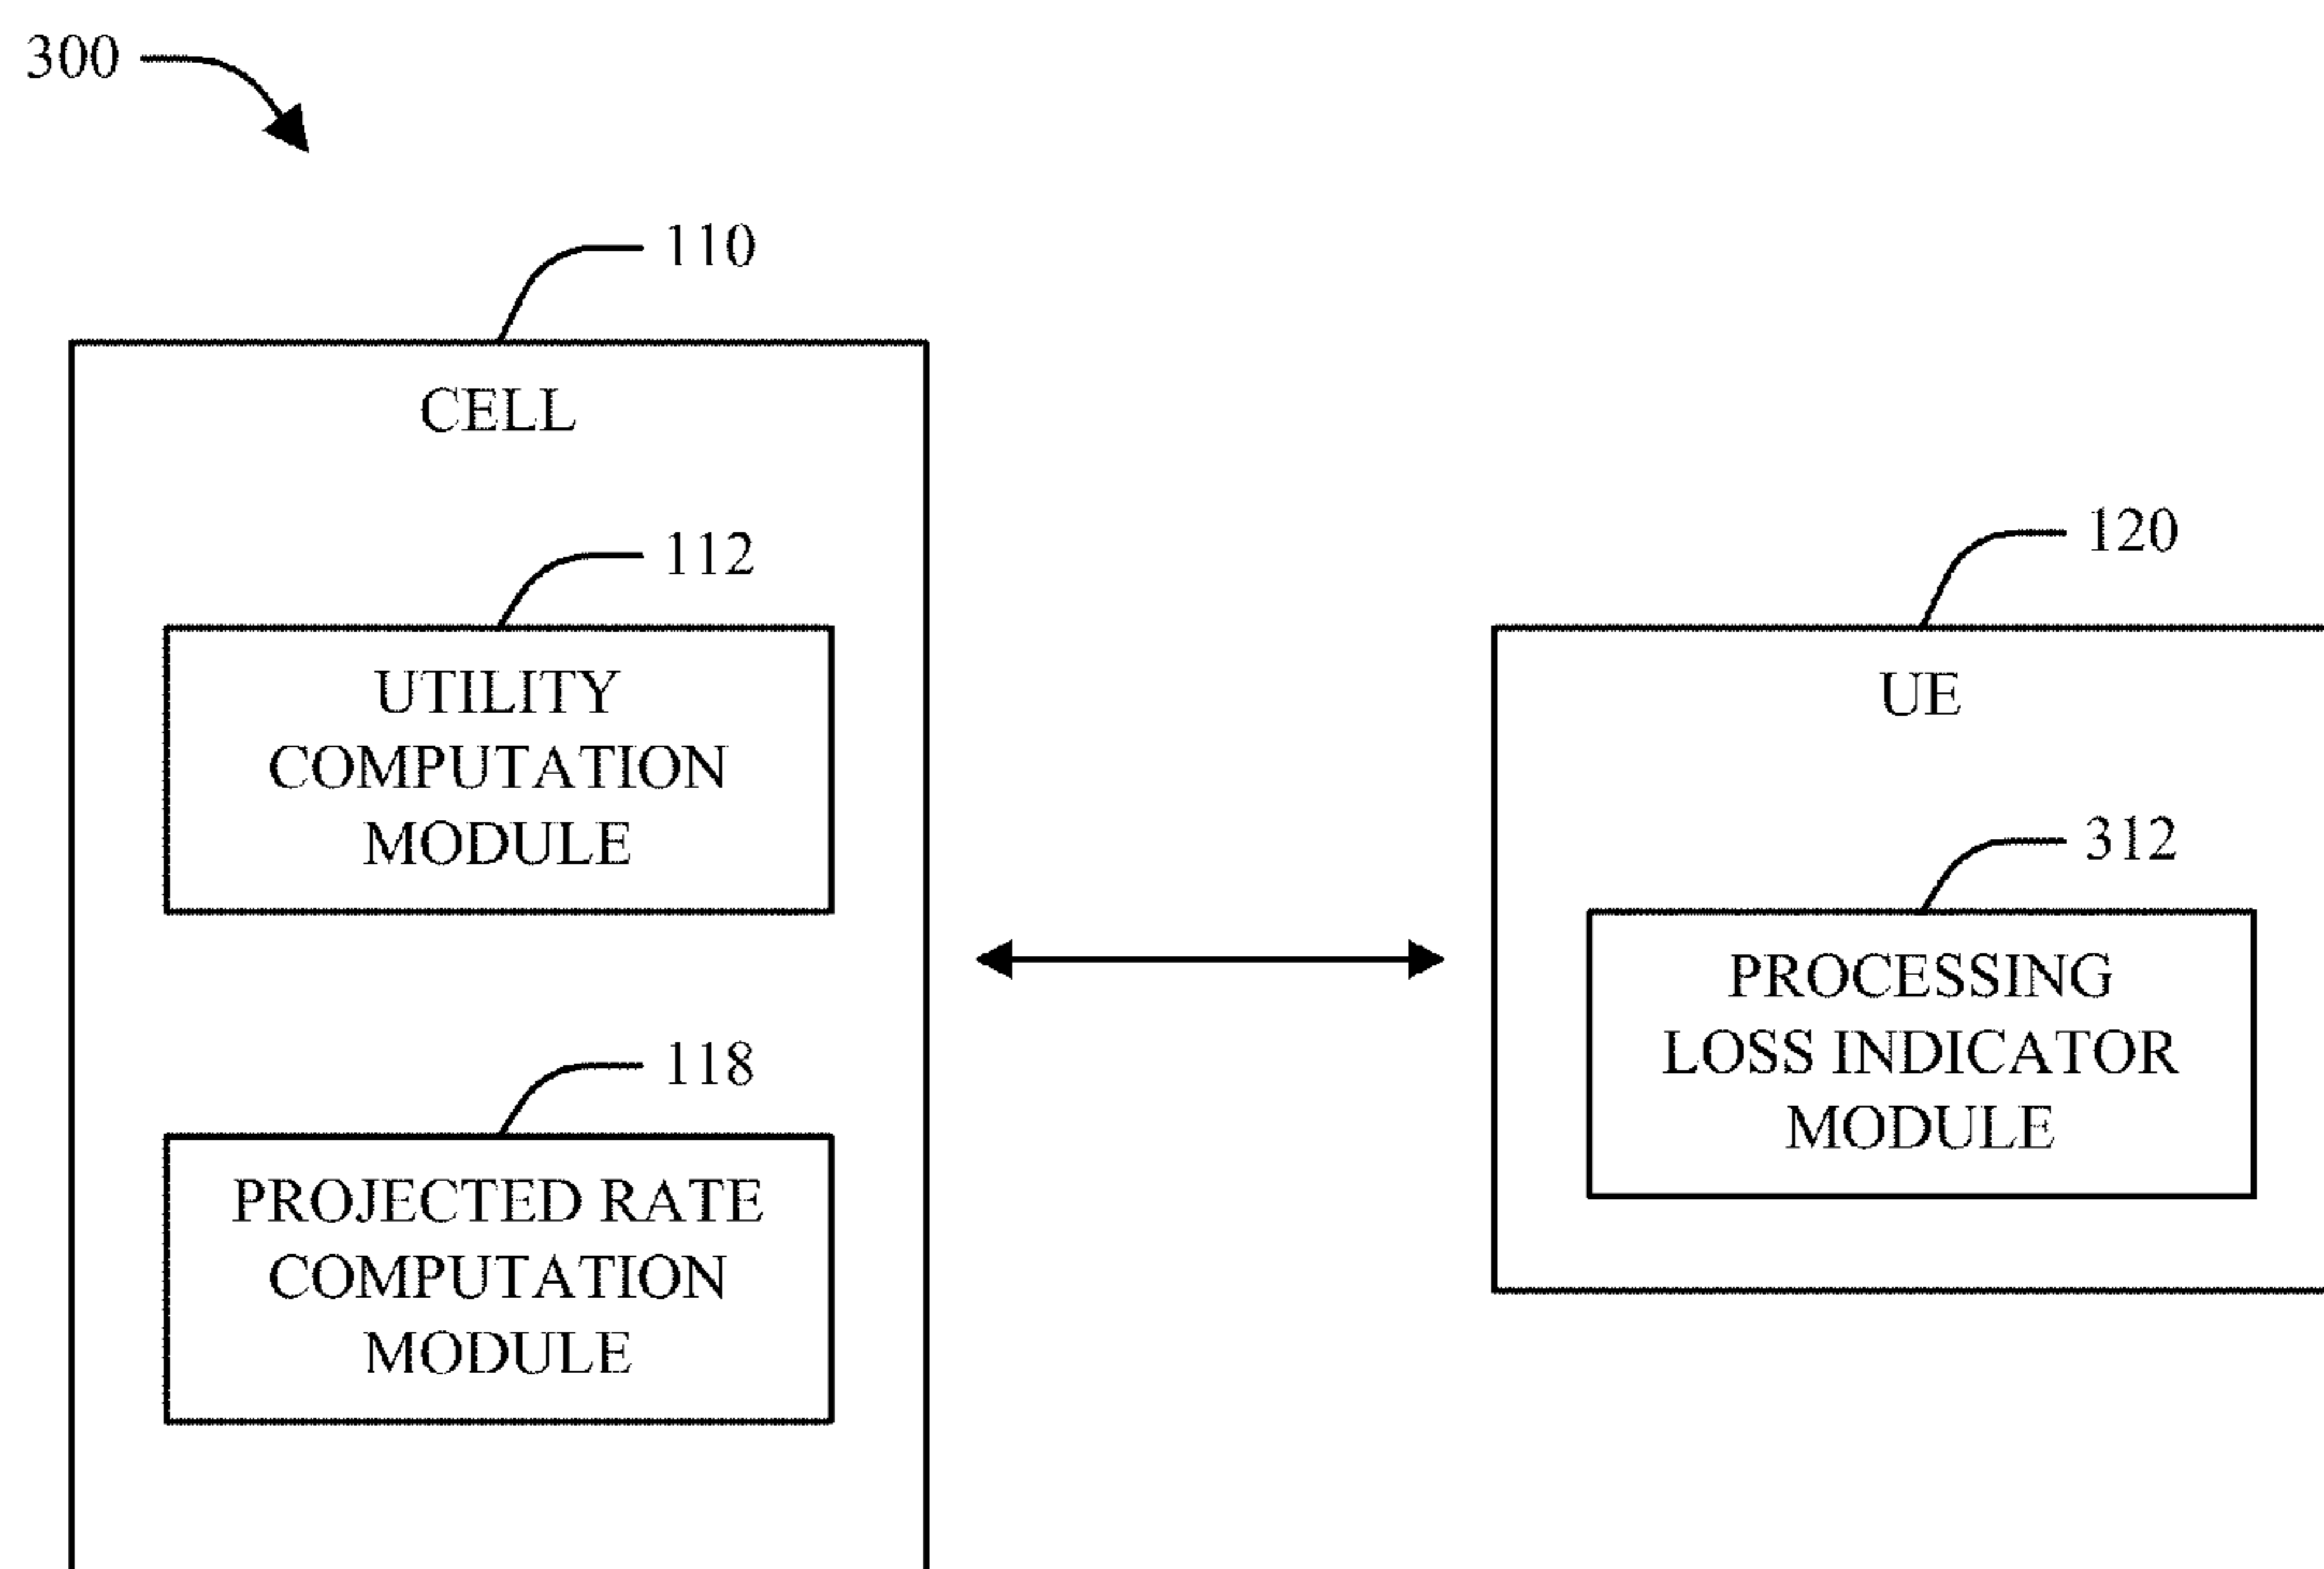 300
110
CELL
112
UTILITY
COMPUTATION
MODULE
118
PROJECTED RATE
COMPUTATION
MODULE
120
UE
312
PROCESSING
LOSS INDICATOR
MODULE